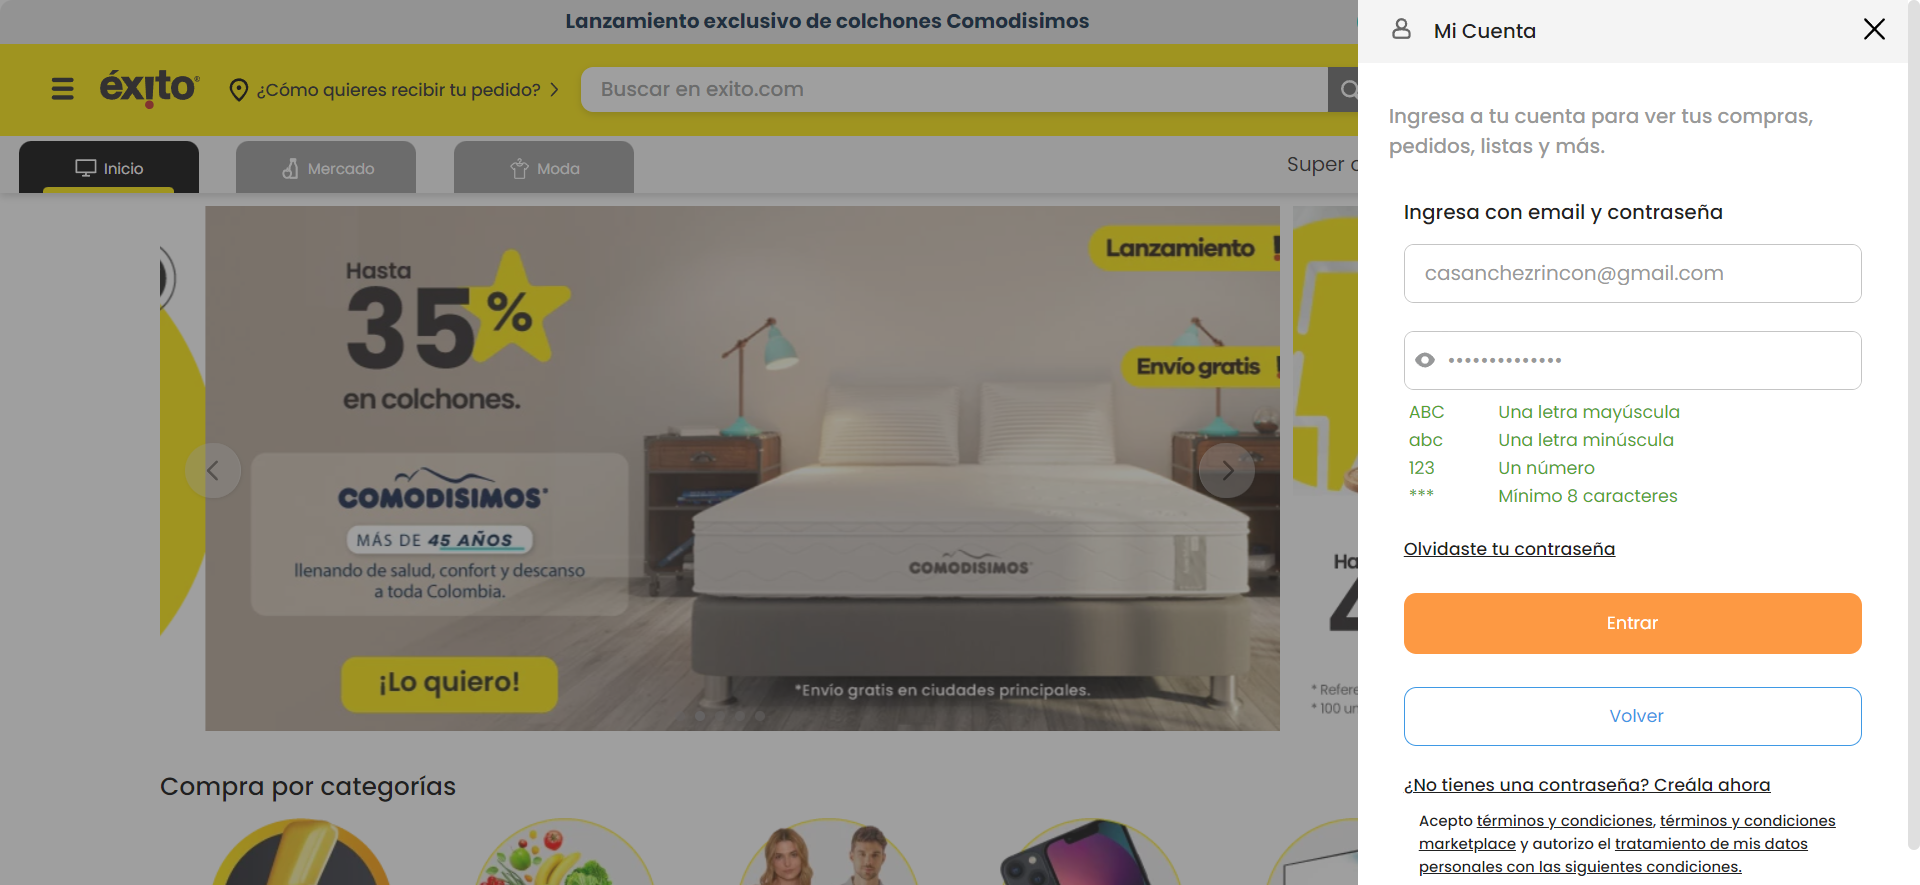 Lanzamiento exclusivo de colchones Comodisimos
éxito
¿Cómo quieres recibir tu pedido?
Buscar en exito.com
Inicio
Mercado
Moda
Super
Hasta
35%
en colchones.
COMODISIMOS
MÁS DE 45 AÑOS
llenando de salud, confort y descanso
a toda Colombia.
¡Lo quiero!
Lanzamiento
Envío gratis
COMODISIMOS
*Envío gratis en ciudades principales.
Compra por categorías
Mi Cuenta
Ingresa a tu cuenta para ver tus compras,
pedidos, listas y más.
Ingresa con email y contraseña
casanchezrincon@gmail.com
••••••••••••••
ABC Una letra mayúscula
abc Una letra minúscula
123 Un número
*** Mínimo 8 caracteres
Olvidaste tu contraseña
Entrar
Volver
¿No tienes una contraseña? Creála ahora
Acepto términos y condiciones, términos y condiciones
marketplace y autorizo el tratamiento de mis datos
personales con las siguientes condiciones.